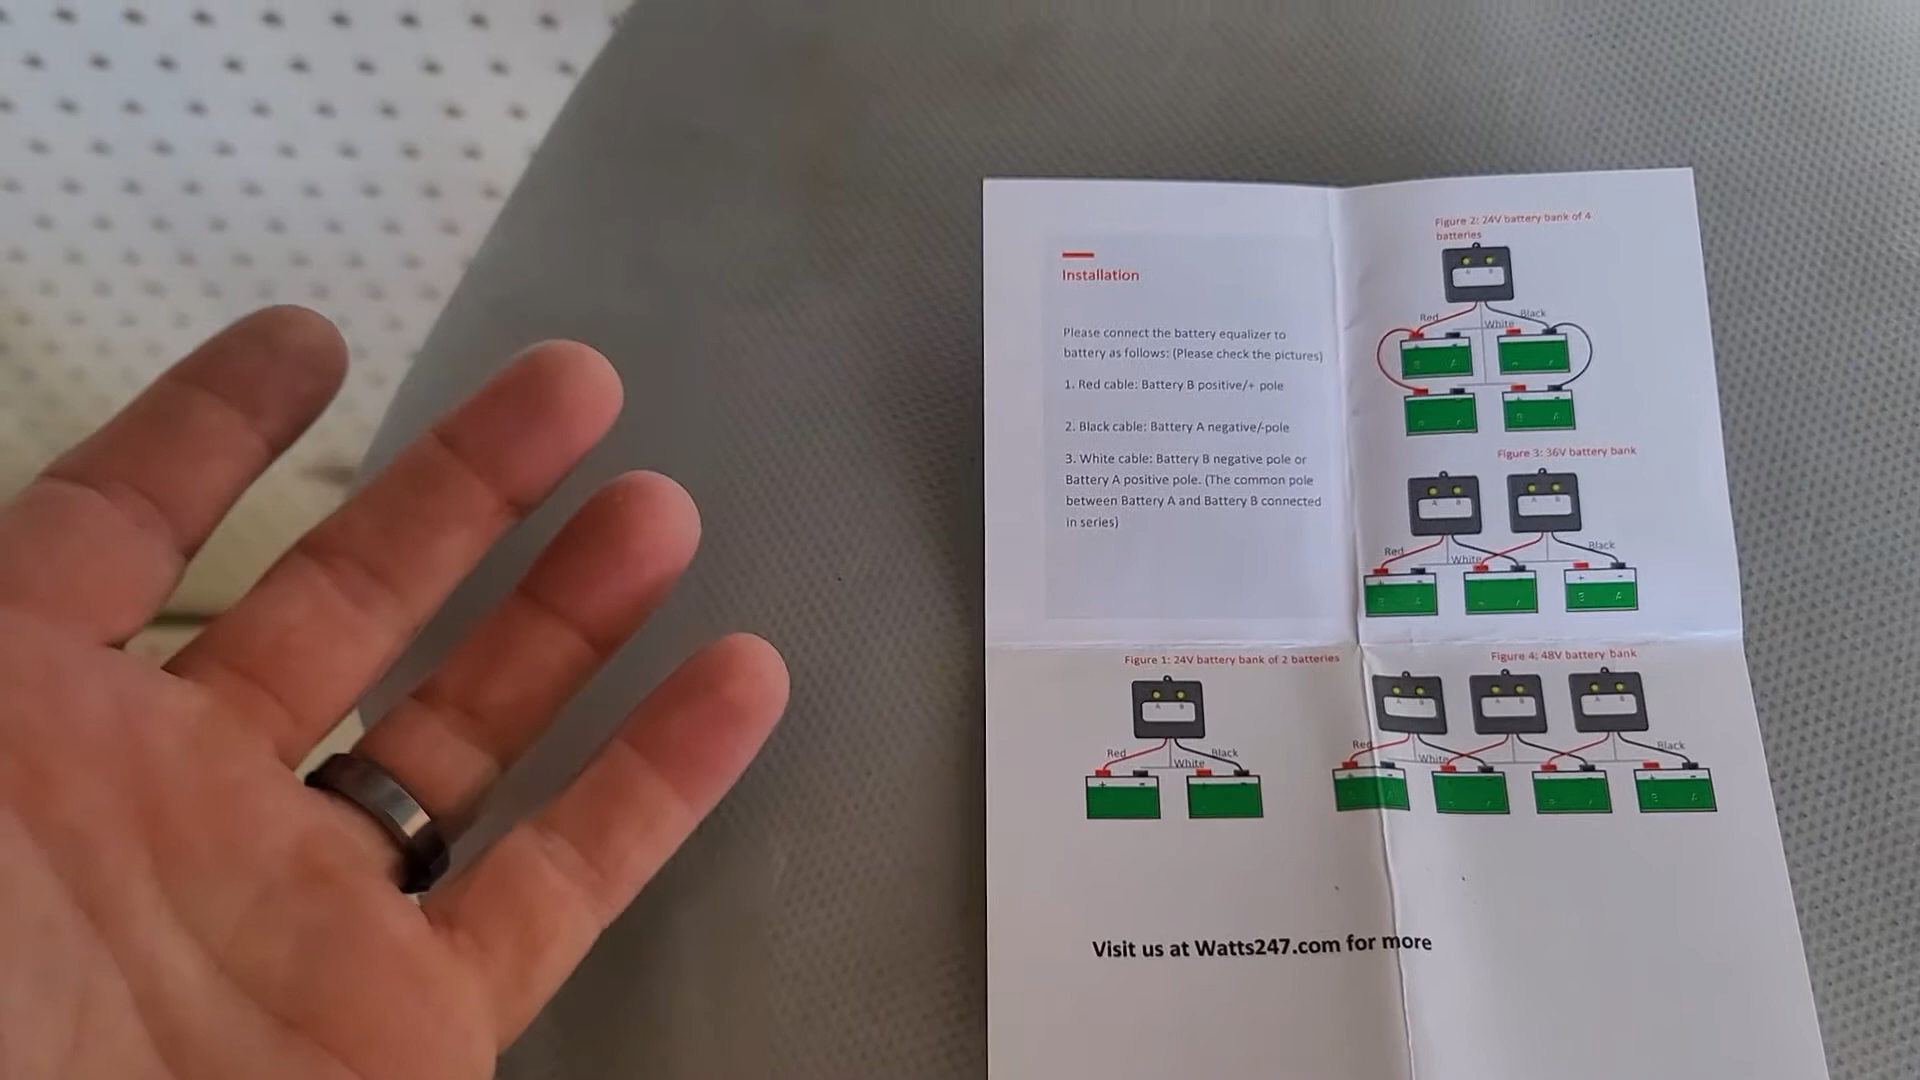 Installation
Please connect the battery equalizer to
battery as follows: (Please check the pictures)
1. Red cable: Battery B positive/+ pole
2. Black cable: Battery A negative/-pole
3. White cable: Battery B negative pole or
Battery A positive pole. (The common pole
between Battery A and Battery B connected
in series)
Figure 2: 24V battery bank of 4
batteries
A B
Red White Black
Figure 3: 36V battery bank
A B A B
Red White Black
Figure 1: 24V battery bank of 2 batteries
A B
Red White Black
Figure 4: 48V battery bank
A B A B A B
Red White Black
Visit us at Watts247.com for more